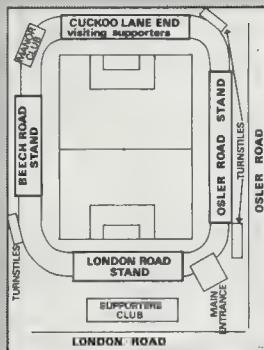 CUCKOO LANE END
visiting supporters
MANOR
CLUB
BEECH ROAD
STAND
OSLER ROAD STAND
TURNSTILES
OSLER ROAD
TURNSTILES
LONDON ROAD
STAND
MAIN
ENTRANCE
SUPPORTERS
CLUB
LONDON ROAD